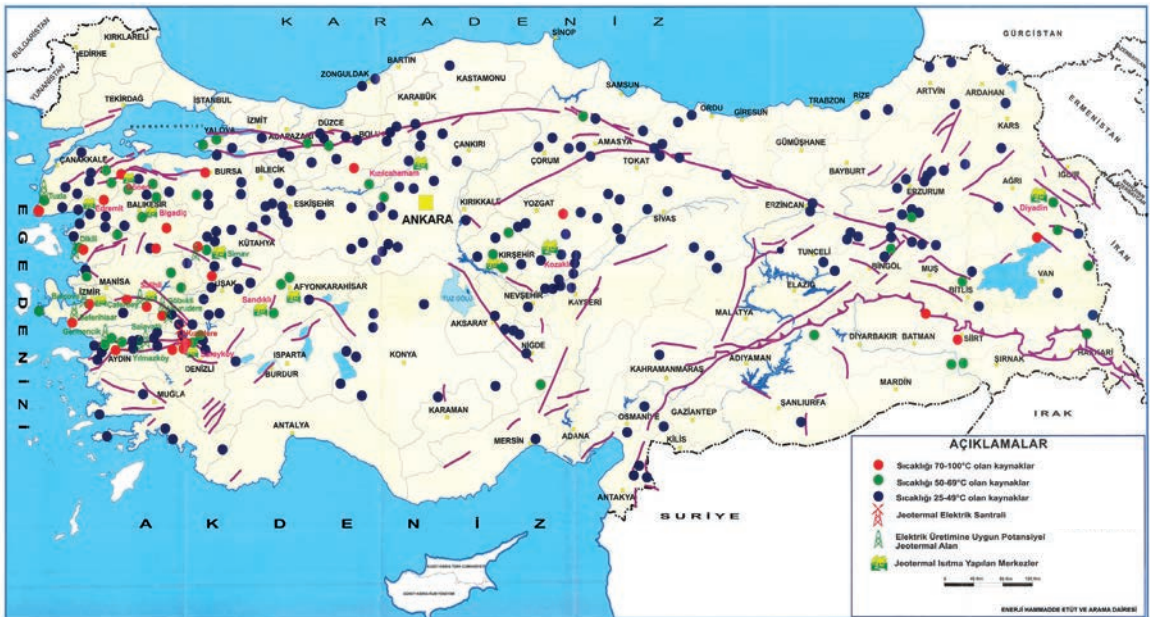 K A R A D E N İ Z
BULGARİSTAN
YUNANİSTAN
GÜRCİSTAN
ERMENİSTAN
İRAN
EDİRHE
KIRKLARELİ
TEKİRDAĞ
İSTANBUL
MARMARA DENİZİ
YALOVA
İZMİT
ADAPAZARI
DÜZCE
BOLU
ZONGULDAK
BARTIN
KARABÜK
KASTAMONU
SİNOP
SAMSUN
ORDU
GİRESUN
TRABZON
RİZE
ARTVİN
ARDAHAN
KARS
IĞDIR
ÇANAKKALE
BURSA
BİLECİK
BALIKESİR
ESKİŞEHİR
ANKARA
ÇANKIRI
ÇORUM
AMASYA
TOKAT
GÜMÜŞHANE
BAYBURT
ERZURUM
AĞRI
KIRIKKALE
YOZGAT
SİVAS
ERZİNCAN
Kızılcahamam
Edremit
Bigadiç
Diyadin
E G E D E N İ Z İ
Dikili
KÜTAHYA
Simav
KIRŞEHİR
Kozaklı
TUNCELİ
BİNGÖL
MUŞ
VAN
BİTLİS
ELAZIĞ
MANİSA
İZMİR
UŞAK
AFYONKARAHİSAR
Sandıklı
TUZ GÖLÜ
NEVŞEHİR
KAYSERİ
AKSARAY
NİĞDE
MALATYA
DİYARBAKIR
BATMAN
SİİRT
ŞIRNAK
HAKKARİ
Seferihisar
Germencik
Yılmazköy
AYDIN
DENİZLİ
ISPARTA
BURDUR
KONYA
KAHRAMANMARAŞ
ADIYAMAN
MARDİN
MUĞLA
ANTALYA
KARAMAN
MERSİN
ADANA
OSMANİYE
GAZİANTEP
KİLİS
ŞANLIURFA
ANTAKYA
IRAK
SURİYE
A K D E N İ Z
AÇIKLAMALAR
Sıcaklığı 70-100°C olan kaynaklar
Sıcaklığı 50-69°C olan kaynaklar
Sıcaklığı 25-49°C olan kaynaklar
Jeotermal Elektrik Santrali
Elektrik Üretimine Uygun Potansiyel
Jeotermal Alan
Jeotermal Isıtma Yapılan Merkezler
ENERJİ HAMMADDE ETÜT VE ARAMA DAİRESİ